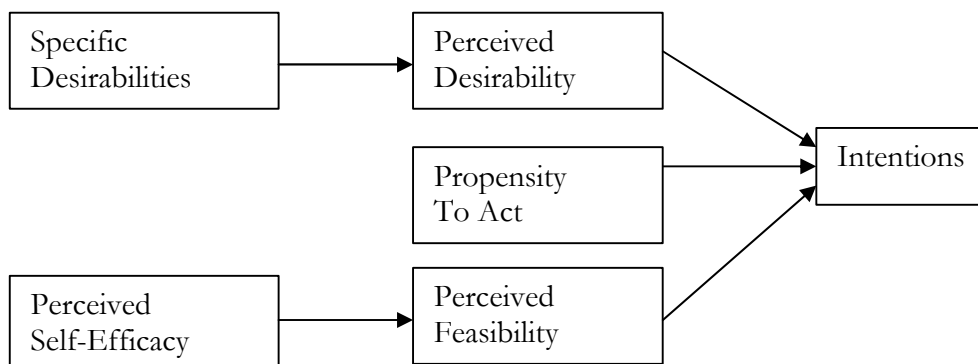 Specific
Desirabilities
Perceived
Desirability
Propensity
To Act
Intentions
Perceived
Self-Efficacy
Perceived
Feasibility